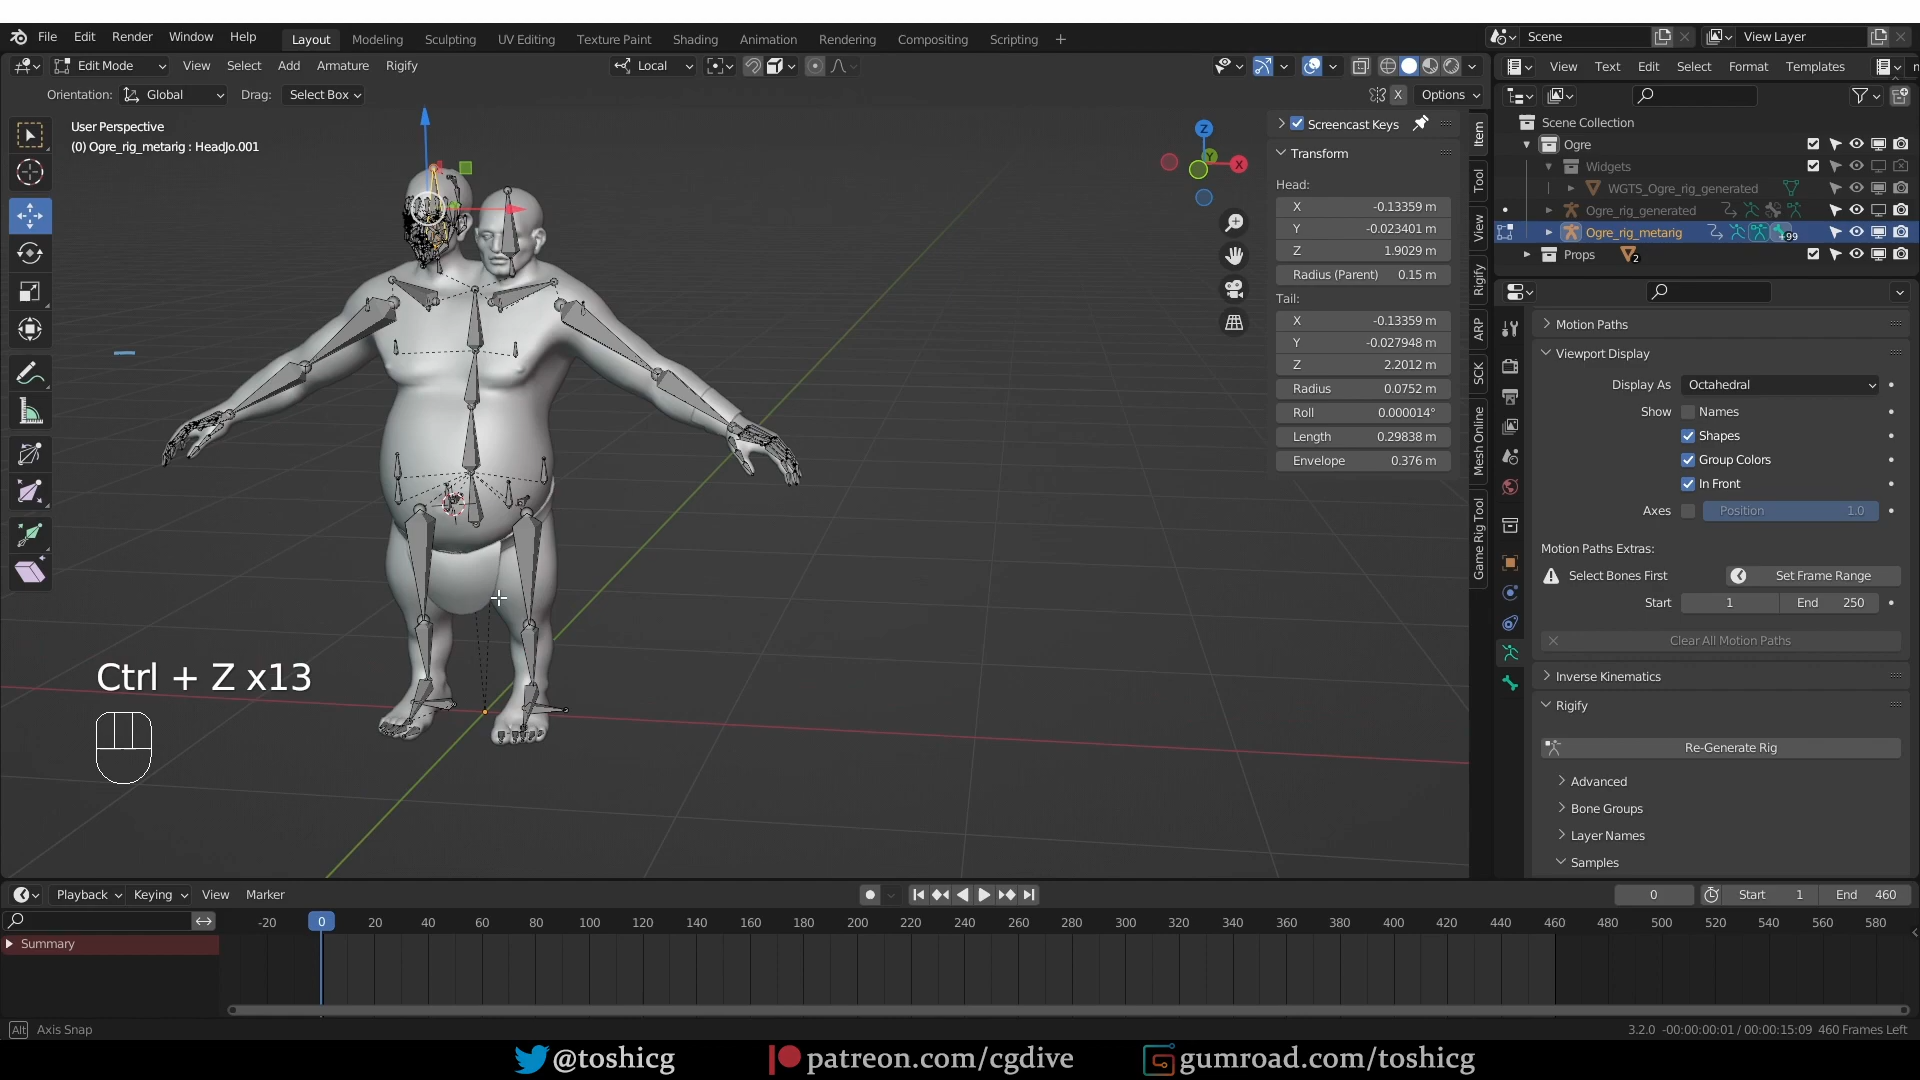 File Edit Render Window Help Layout Modeling Sculpting UV Editing Texture Paint Shading Animation Rendering Compositing Scripting + Scene View Layer
Edit Mode View Select Add Armature Rigify Local View Text Edit Select Format Templates
Orientation: Global Drag: Select Box X Options
User Perspective
(0) Ogre_rig_metarig : HeadJo.001
Z
Y
X
Screencast Keys
Transform
Head:
X -0.13359 m
Y -0.023401 m
Z 1.9029 m
Radius (Parent) 0.15 m
Tail:
X -0.13359 m
Y -0.027948 m
Z 2.2012 m
Radius 0.0752 m
Roll 0.000014°
Length 0.29838 m
Envelope 0.376 m
Item
Tool
View
Rigify
ARP
SCK
Mesh Online
Game Rig Tool
Scene Collection
Ogre
Widgets
WGTS_Ogre_rig_generated
Ogre_rig_generated
Ogre_rig_metarig +99
Props 2
Motion Paths
Viewport Display
Display As Octahedral
Show Names
Shapes
Group Colors
In Front
Axes Position 1.0
Motion Paths Extras:
Select Bones First Set Frame Range
Start 1 End 250
Clear All Motion Paths
Inverse Kinematics
Rigify
Re-Generate Rig
Advanced
Bone Groups
Layer Names
Samples
Ctrl + Z x13
Playback Keying View Marker 0 Start 1 End 460
-20 0 20 40 60 80 100 120 140 160 180 200 220 240 260 280 300 320 340 360 380 400 420 440 460 480 500 520 540 560 580
Summary
Alt Axis Snap 3.2.0 -00:00:00:01 / 00:00:15:09 460 Frames Left
@toshicg patreon.com/cgdive gumroad.com/toshicg